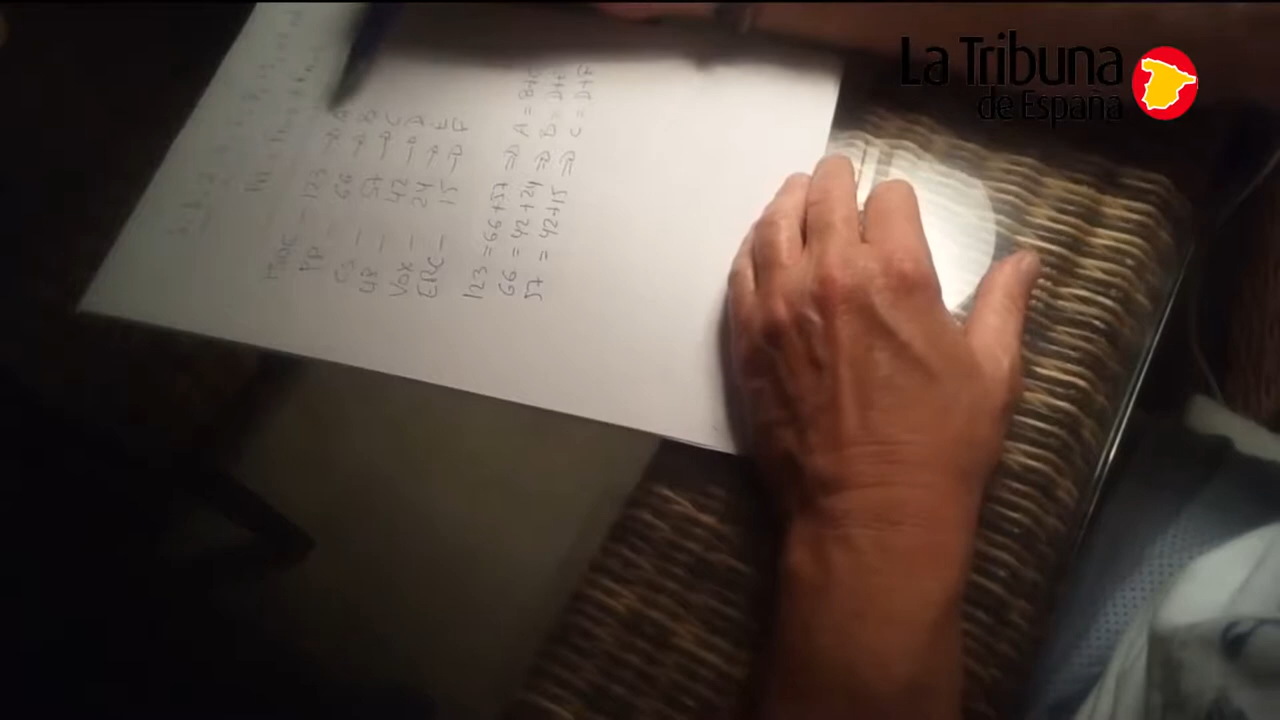 La Tribuna
de España
PSOE – 123 → A
PP – 66 → B
Cs – 57 → C
UP – 42 → D
VOX – 24 → E
ERC – 15 → F
123 = 66+57 ⇒ A = B+C
66 = 42+24 ⇒ B = D+E
57 = 42+15 ⇒ C = D+F